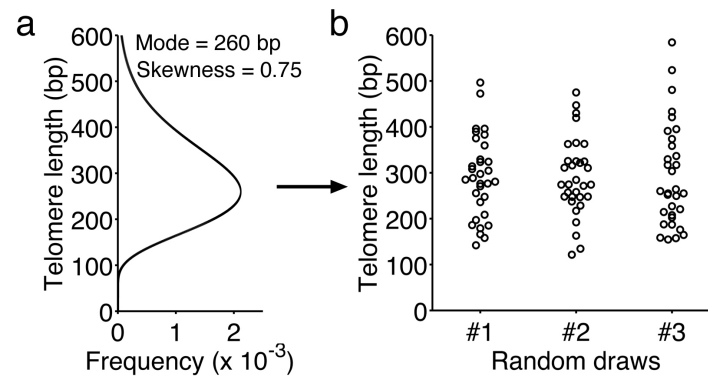 a
600
500
400
300
200
100
0
Telomere length (bp)
Mode = 260 bp
Skewness = 0.75
0 1 2
Frequency (x 10⁻³)
b
600
500
400
300
200
100
0
Telomere length (bp)
#1 #2 #3
Random draws